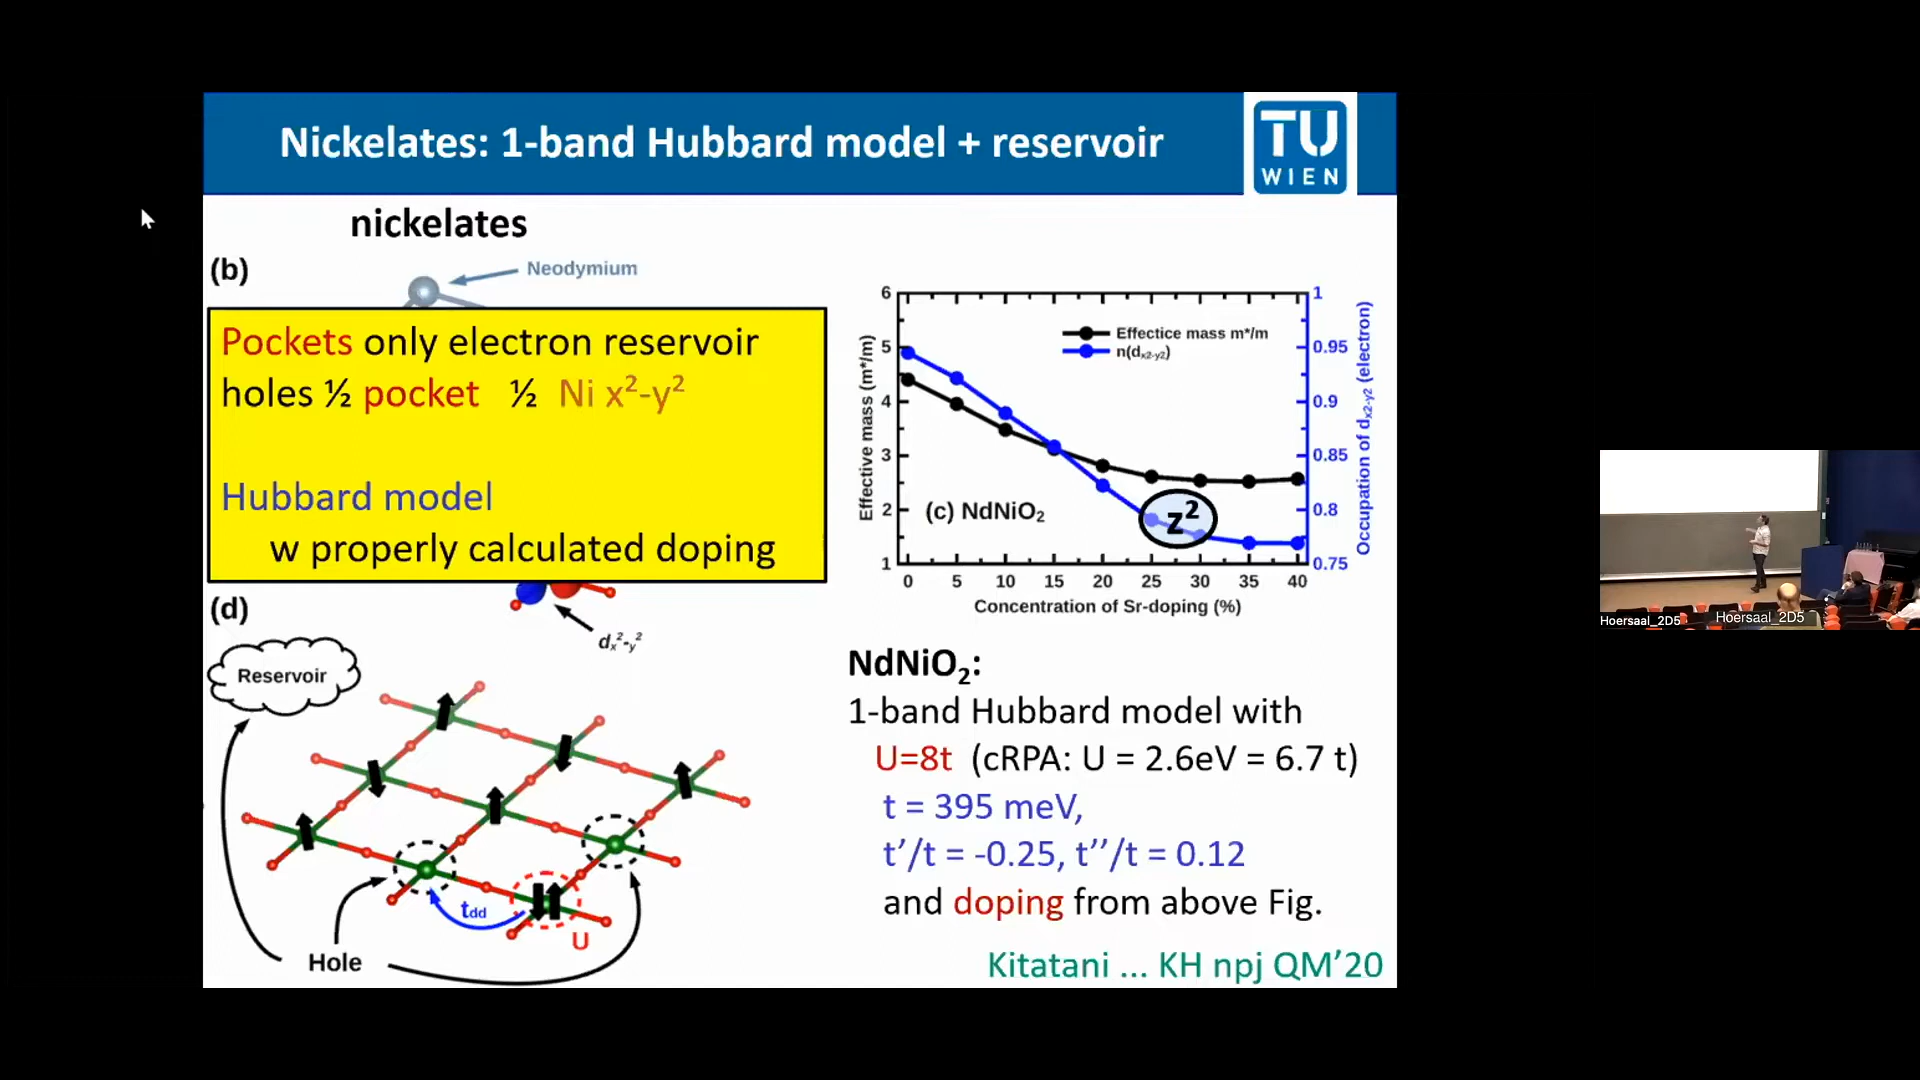 Nickelates: 1-band Hubbard model + reservoir
TU
WIEN
nickelates
(b)
Neodymium
Pockets only electron reservoir
holes ½ pocket ½ Ni x²-y²
Hubbard model
w properly calculated doping
6
5
4
3
2
1
Effective mass (m*/m)
Effectice mass m*/m
n(dx2-y2)
(c) NdNiO₂
z²
1
0.95
0.9
0.85
0.8
0.75
Occupation of dx2-y2 (electron)
0 5 10 15 20 25 30 35 40
Concentration of Sr-doping (%)
(d)
dx²-y²
Reservoir
tdd
U
Hole
NdNiO₂:
1-band Hubbard model with
U=8t (cRPA: U = 2.6eV = 6.7 t)
t = 395 meV,
t’/t = -0.25, t’’/t = 0.12
and doping from above Fig.
Kitatani ... KH npj QM’20
Hoersaal_2D5
Hoersaal_2D5